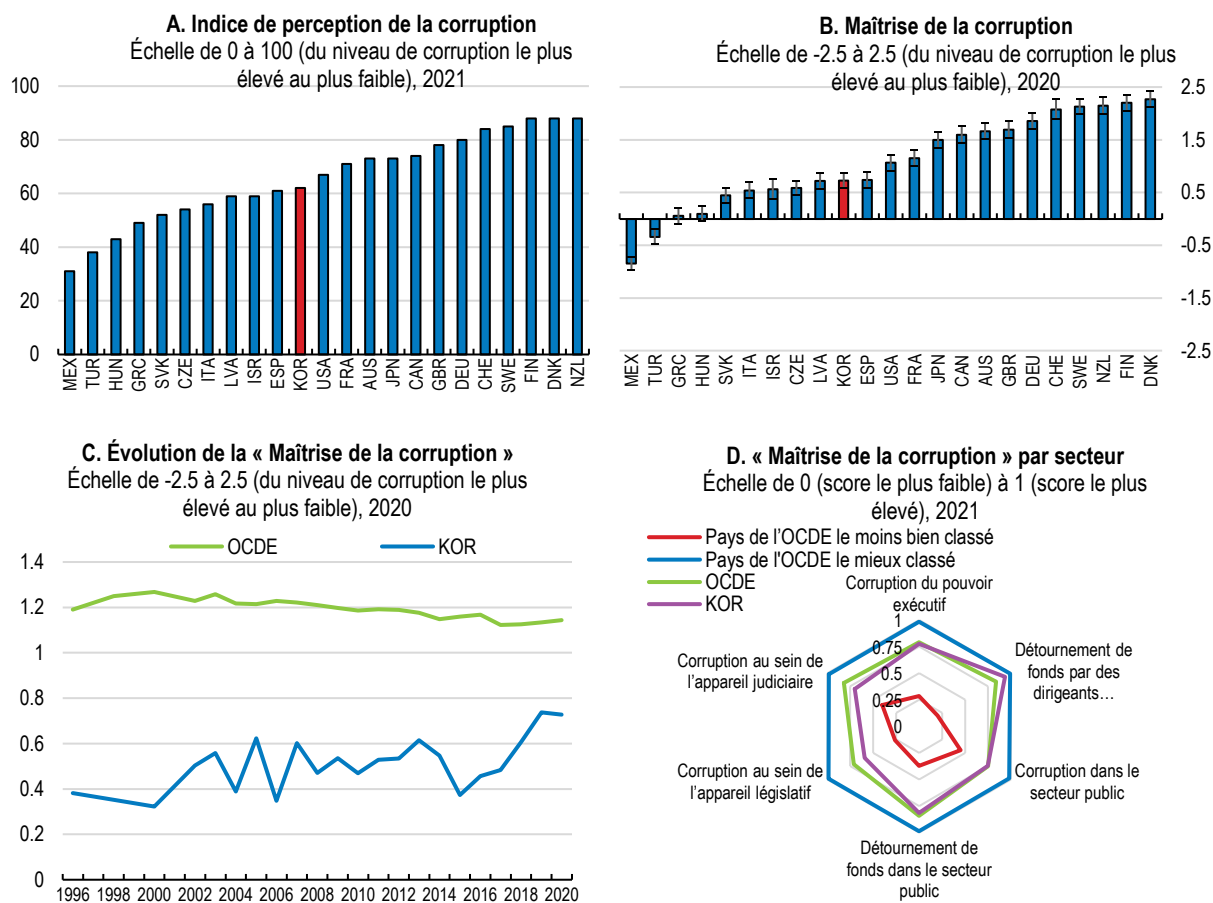 A. Indice de perception de la corruption
Échelle de 0 à 100 (du niveau de corruption le plus
élevé au plus faible), 2021
100
80
60
40
20
0
MEX TUR HUN GRC SVK CZE ITA LVA ISR ESP KOR USA FRA AUS JPN CAN GBR DEU CHE SWE FIN DNK NZL
B. Maîtrise de la corruption
Échelle de -2.5 à 2.5 (du niveau de corruption le plus
élevé au plus faible), 2020
2.5
1.5
0.5
-0.5
-1.5
-2.5
MEX TUR GRC HUN SVK ITA ISR CZE LVA KOR ESP USA FRA JPN CAN AUS GBR DEU CHE SWE NZL FIN DNK
C. Évolution de la « Maîtrise de la corruption »
Échelle de -2.5 à 2.5 (du niveau de corruption le plus
élevé au plus faible), 2020
OCDE KOR
1.4
1.2
1
0.8
0.6
0.4
0.2
0
1996 1998 2000 2002 2004 2006 2008 2010 2012 2014 2016 2018 2020
D. « Maîtrise de la corruption » par secteur
Échelle de 0 (score le plus faible) à 1 (score le plus
élevé), 2021
Pays de l’OCDE le moins bien classé
Pays de l'OCDE le mieux classé
OCDE
KOR
Corruption du pouvoir
exécutif
1
0.75
0.5
0.25
0
Détournement de
fonds par des
dirigeants…
Corruption dans le
secteur public
Détournement de
fonds dans le secteur
public
Corruption au sein de
l’appareil législatif
Corruption au sein de
l’appareil judiciaire